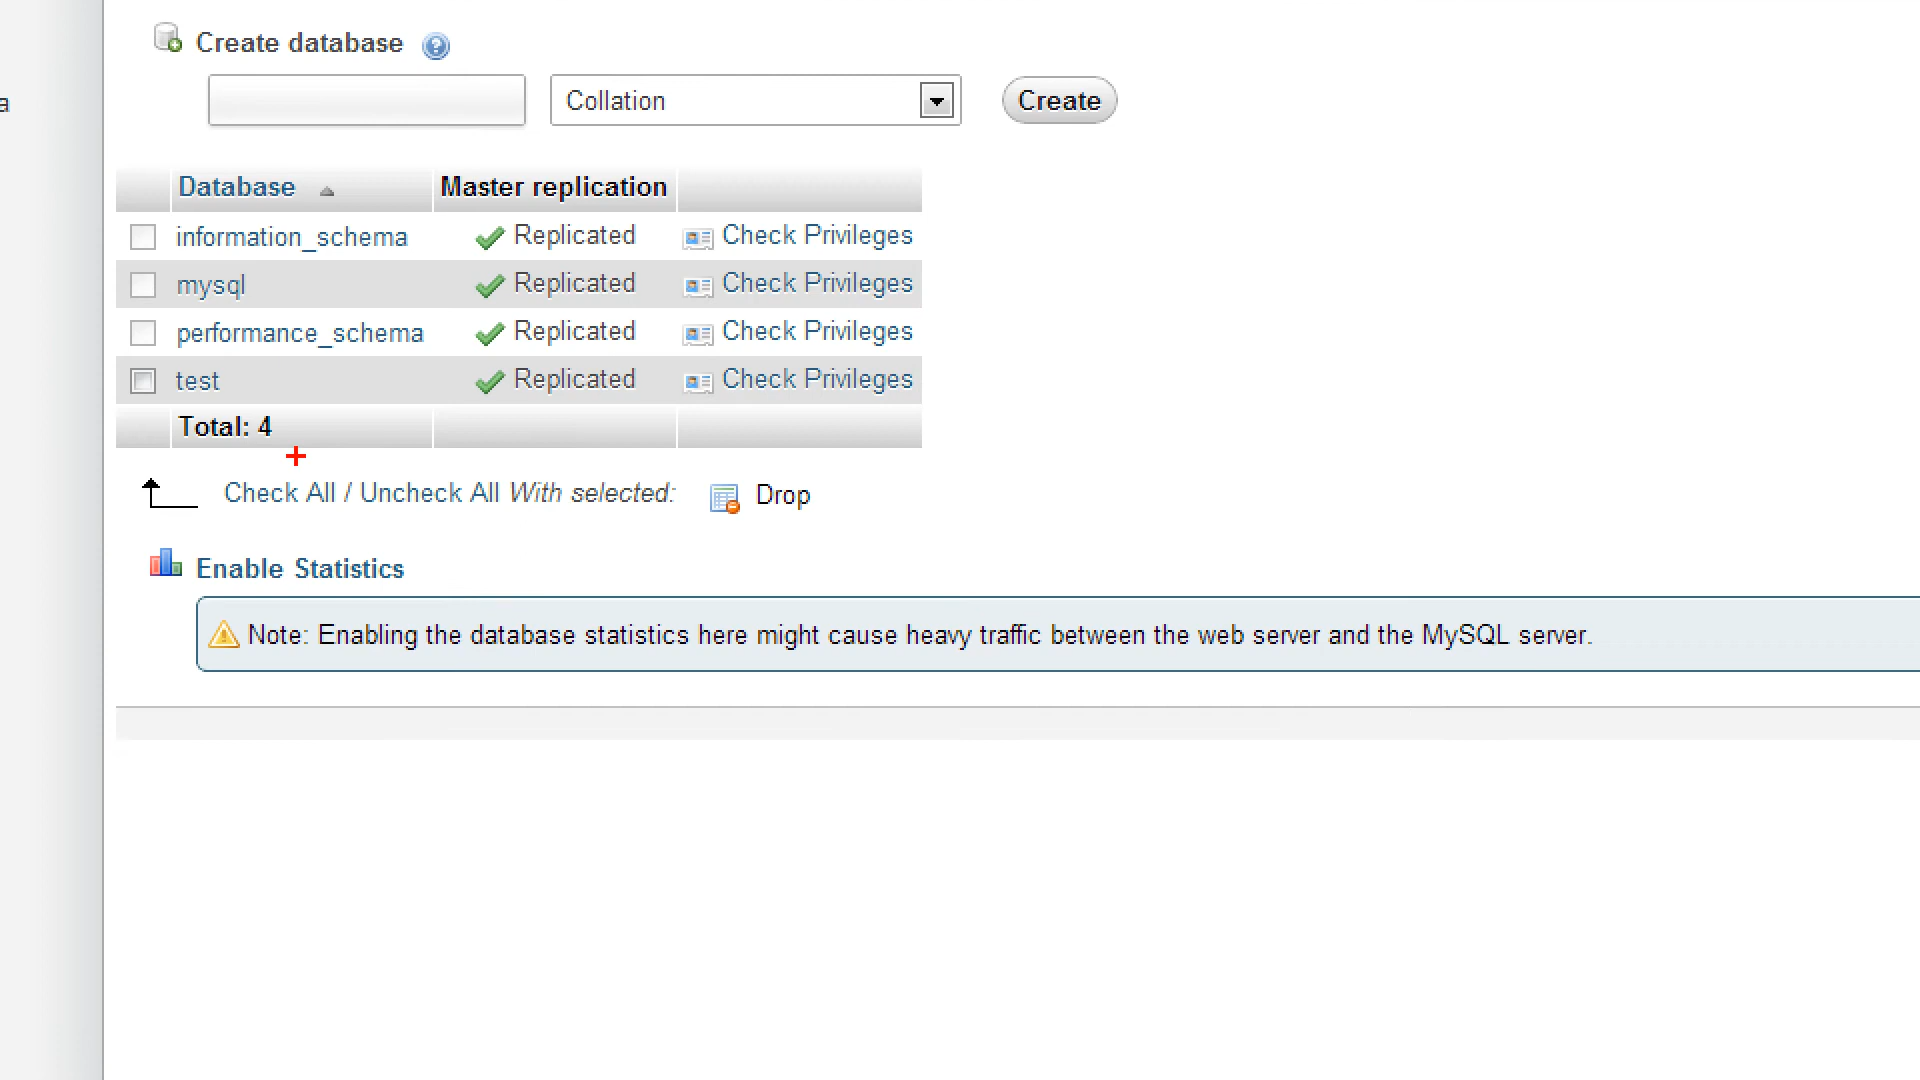 Create database
Collation
Create
Database Master replication
information_schema Replicated Check Privileges
mysql Replicated Check Privileges
performance_schema Replicated Check Privileges
test Replicated Check Privileges
Total: 4
Check All / Uncheck All With selected: Drop
Enable Statistics
Note: Enabling the database statistics here might cause heavy traffic between the web server and the MySQL server.